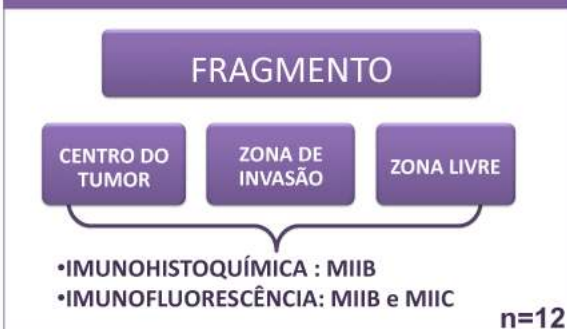 FRAGMENTO
CENTRO DO
TUMOR
ZONA DE
INVASÃO
ZONA LIVRE
•IMUNOHISTOQUÍMICA : MIIB
•IMUNOFLUORESCÊNCIA: MIIB e MIIC
n=12